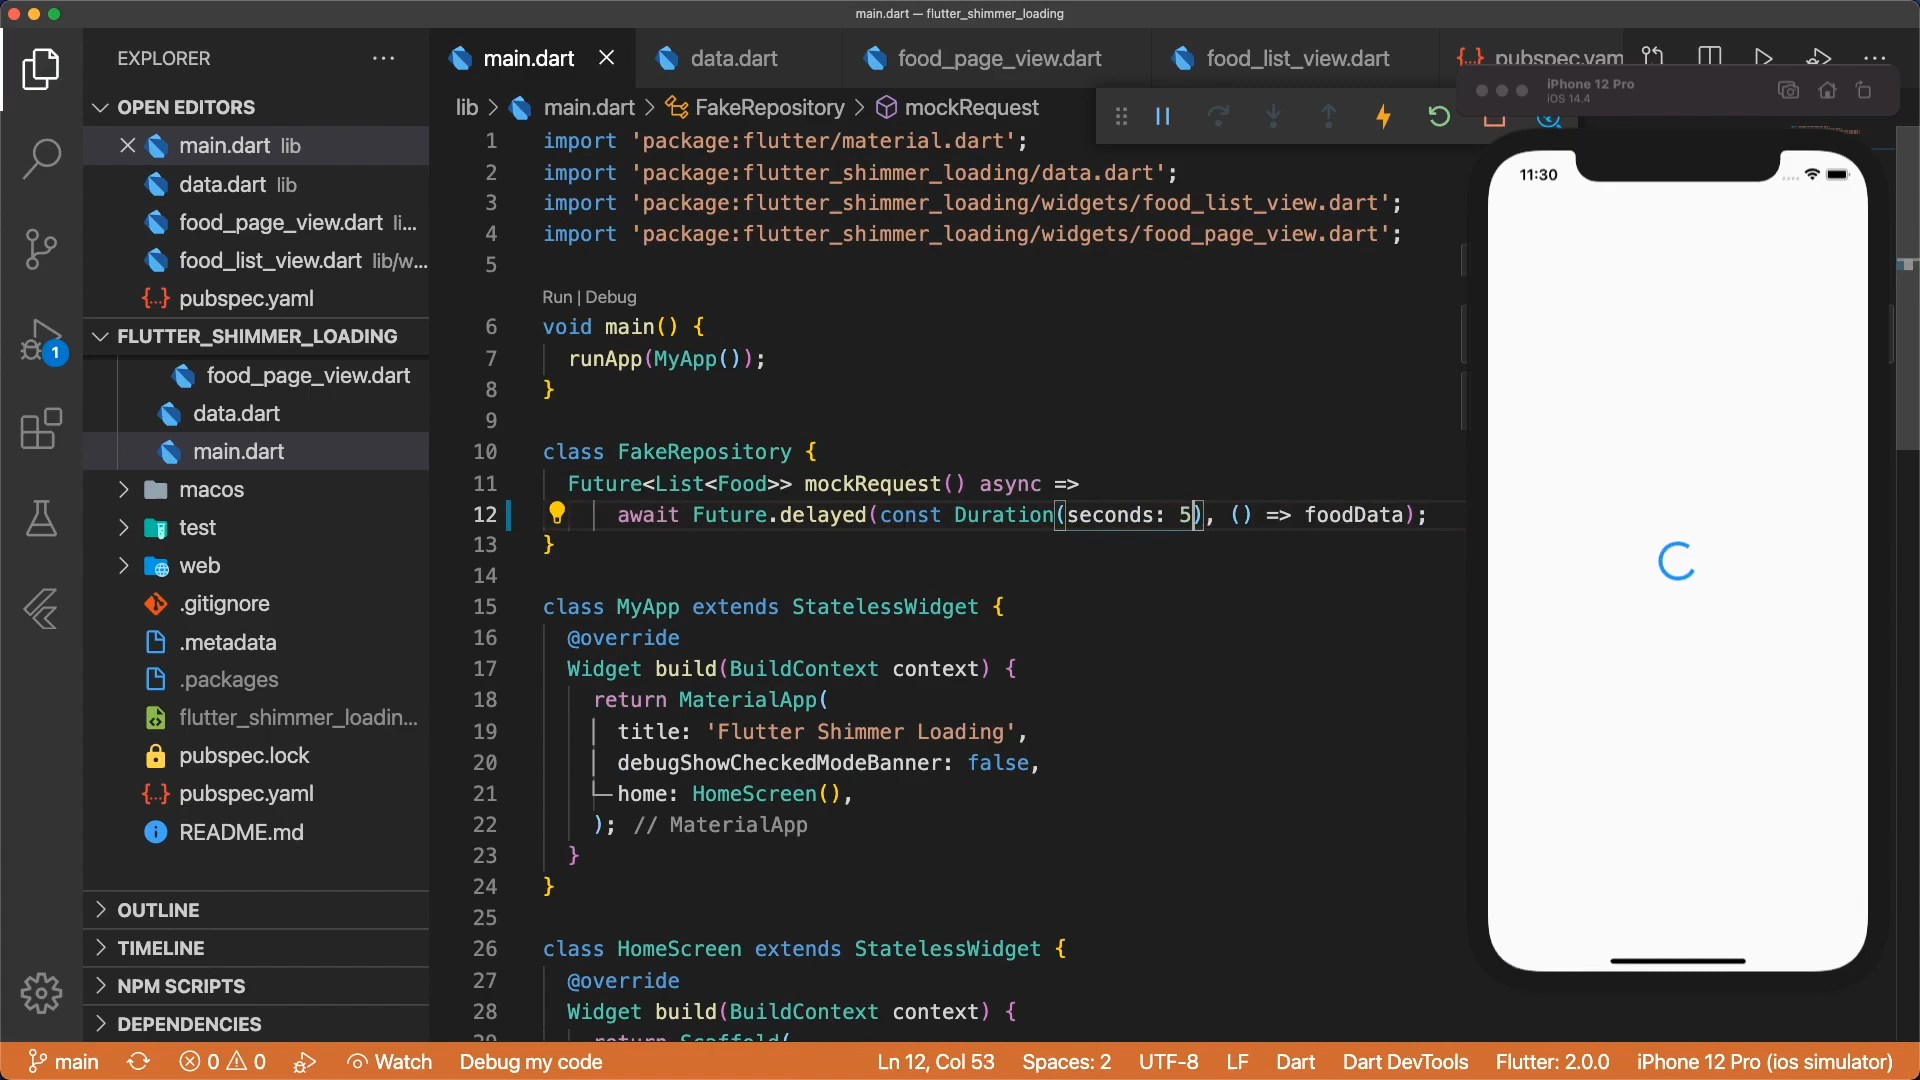 main.dart — flutter_shimmer_loading
EXPLORER
OPEN EDITORS
main.dart lib
data.dart lib
food_page_view.dart li...
food_list_view.dart lib/w...
pubspec.yaml
FLUTTER_SHIMMER_LOADING
food_page_view.dart
data.dart
main.dart
macos
test
web
.gitignore
.metadata
.packages
flutter_shimmer_loadin...
pubspec.lock
pubspec.yaml
README.md
OUTLINE
TIMELINE
NPM SCRIPTS
DEPENDENCIES
1
main.dart data.dart food_page_view.dart food_list_view.dart pubspec.yam
lib > main.dart > FakeRepository > mockRequest
1 import 'package:flutter/material.dart';
2 import 'package:flutter_shimmer_loading/data.dart';
3 import 'package:flutter_shimmer_loading/widgets/food_list_view.dart';
4 import 'package:flutter_shimmer_loading/widgets/food_page_view.dart';
5
Run | Debug
6 void main() {
7 runApp(MyApp());
8 }
9
10 class FakeRepository {
11 Future<List<Food>> mockRequest() async =>
12 await Future.delayed(const Duration(seconds: 5), () => foodData);
13 }
14
15 class MyApp extends StatelessWidget {
16 @override
17 Widget build(BuildContext context) {
18 return MaterialApp(
19 title: 'Flutter Shimmer Loading',
20 debugShowCheckedModeBanner: false,
21 home: HomeScreen(),
22 ); // MaterialApp
23 }
24 }
25
26 class HomeScreen extends StatelessWidget {
27 @override
28 Widget build(BuildContext context) {
29 return Scaffold(
iPhone 12 Pro
iOS 14.4
11:30
main 0 0 Watch Debug my code Ln 12, Col 53 Spaces: 2 UTF-8 LF Dart Dart DevTools Flutter: 2.0.0 iPhone 12 Pro (ios simulator)